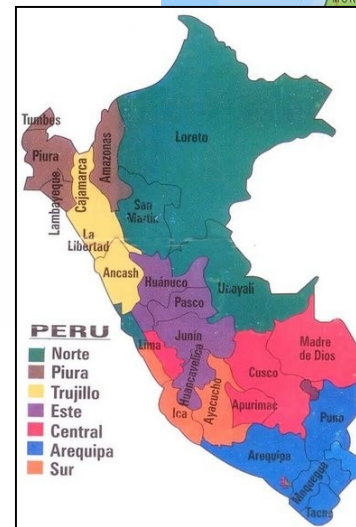 Tumbes
Piura
Lambayeque
Cajamarca
Amazonas
Loreto
San
Martín
La
Libertad
Ancash
Huánuco
Ucayali
Pasco
Junín
Lima
Huancavelica
Madre
de Dios
Cusco
Ica
Ayacucho
Apurimac
Puno
Arequipa
Moquegua
Tacna
PERU
Norte
Piura
Trujillo
Este
Central
Arequipa
Sur